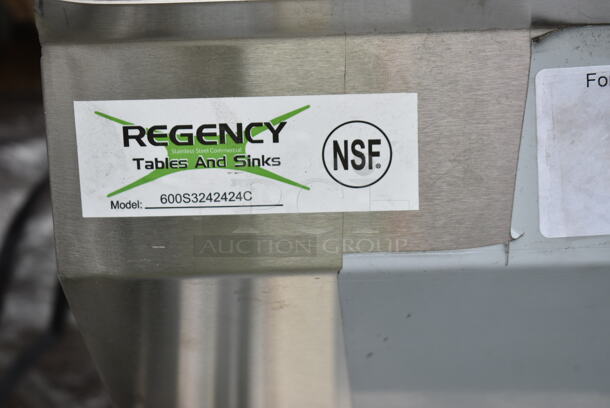 REGENCY
Stainless Steel Commercial
Tables And Sinks
NSF®
Model: 600S3242424C
AUCTION GROUP
Fo